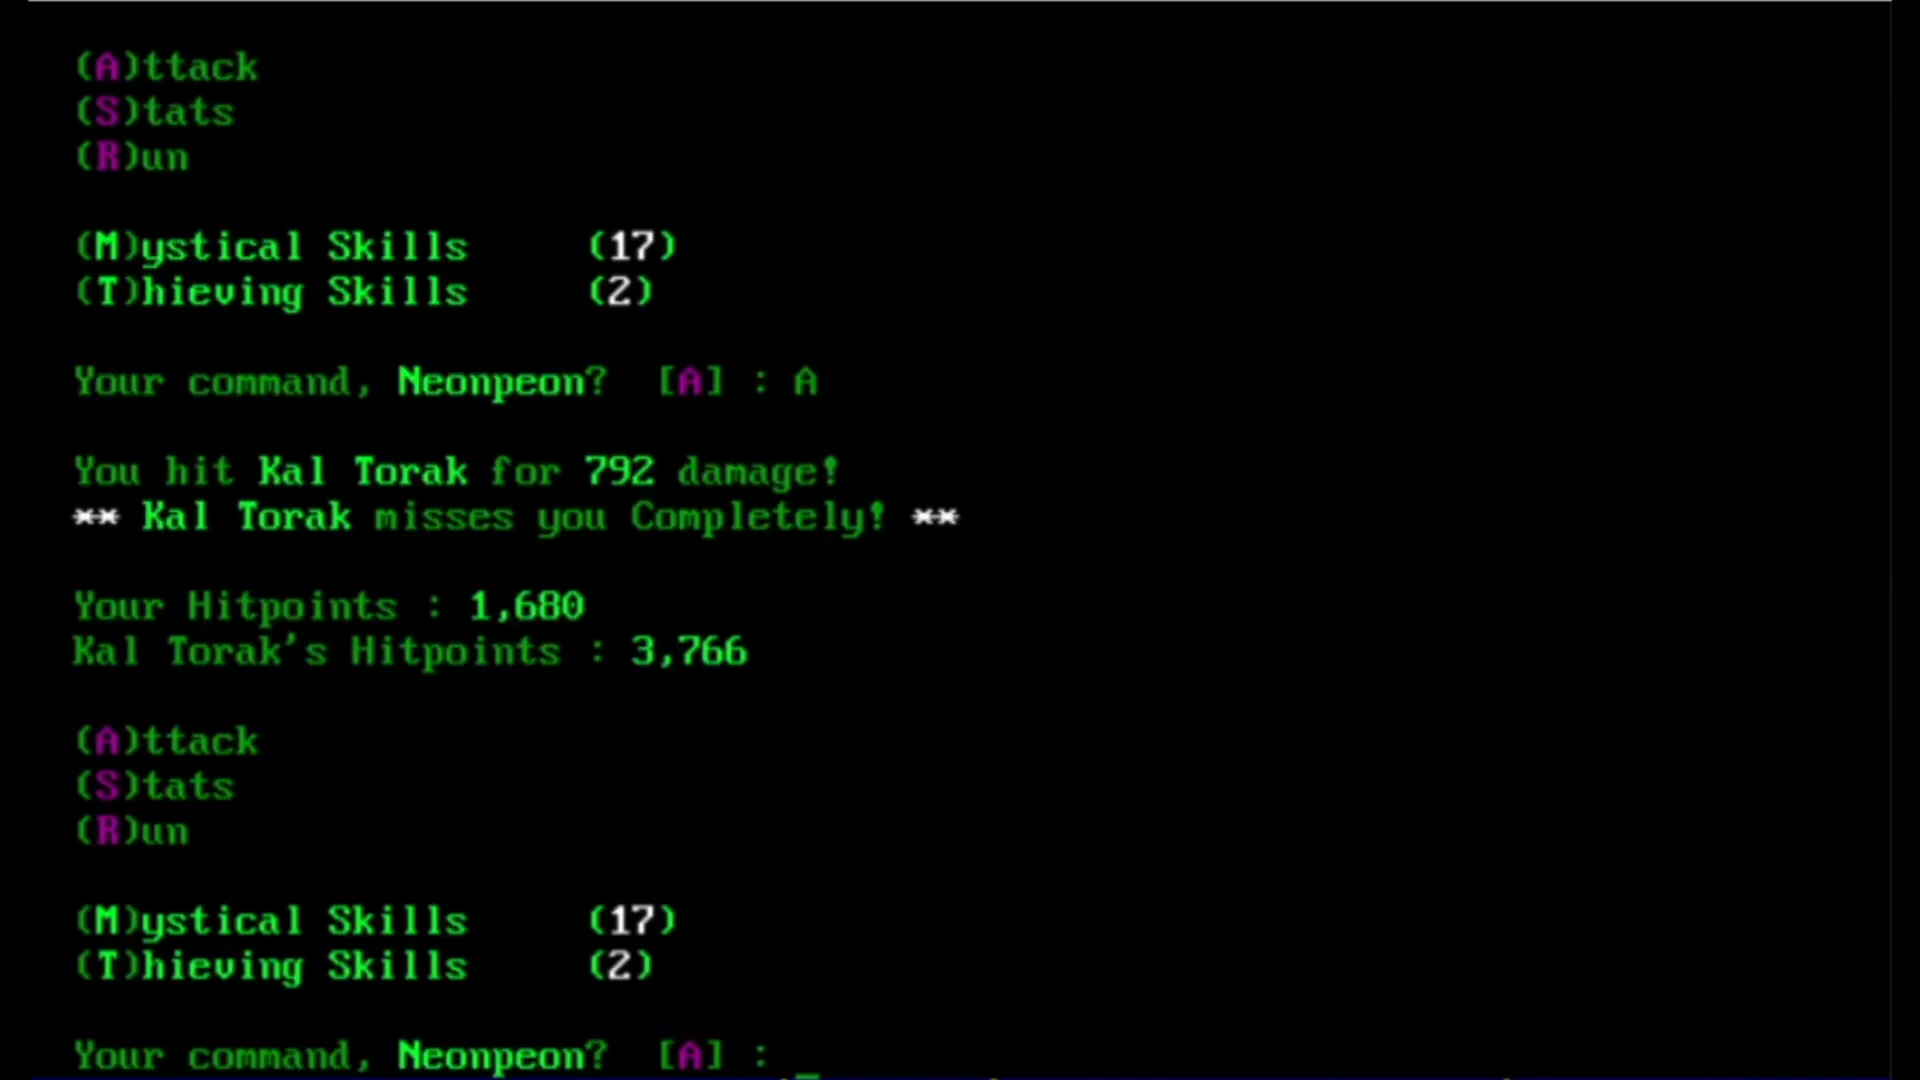 (A)ttack
(S)tats
(R)un
(M)ystical Skills (17)
(T)hieving Skills (2)
Your command, Neonpeon? [A] : A
You hit Kal Torak for 792 damage!
** Kal Torak misses you Completely! **
Your Hitpoints : 1,680
Kal Torak's Hitpoints : 3,766
(A)ttack
(S)tats
(R)un
(M)ystical Skills (17)
(T)hieving Skills (2)
Your command, Neonpeon? [A] :